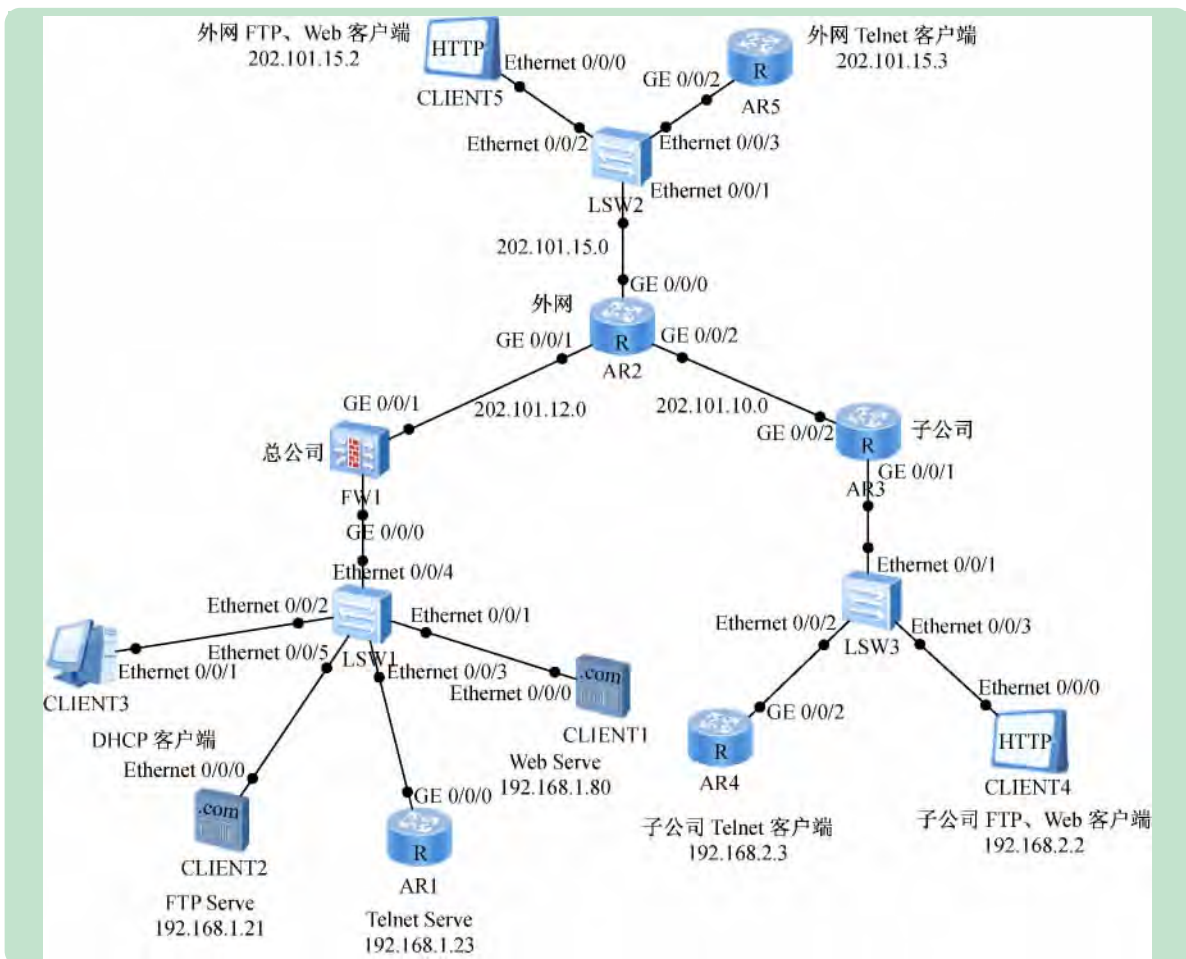 外网 FTP、Web 客户端
202.101.15.2
HTTP
Ethernet 0/0/0
CLIENT5
外网 Telnet 客户端
202.101.15.3
GE 0/0/2
R
AR5
Ethernet 0/0/2
Ethernet 0/0/3
Ethernet 0/0/1
LSW2
202.101.15.0
GE 0/0/0
外网
GE 0/0/1
R
GE 0/0/2
AR2
202.101.12.0
202.101.10.0
GE 0/0/1
总公司
FW1
GE 0/0/0
GE 0/0/2
R
子公司
GE 0/0/1
AR3
Ethernet 0/0/4
Ethernet 0/0/2
Ethernet 0/0/1
Ethernet 0/0/5
LSW1
Ethernet 0/0/3
Ethernet 0/0/1
Ethernet 0/0/0
.com
CLIENT3
DHCP 客户端
CLIENT1
Web Serve
192.168.1.80
Ethernet 0/0/0
.com
CLIENT2
FTP Serve
192.168.1.21
GE 0/0/0
R
AR1
Telnet Serve
192.168.1.23
Ethernet 0/0/1
Ethernet 0/0/2
Ethernet 0/0/3
LSW3
GE 0/0/2
R
AR4
子公司 Telnet 客户端
192.168.2.3
Ethernet 0/0/0
HTTP
CLIENT4
子公司 FTP、Web 客户端
192.168.2.2